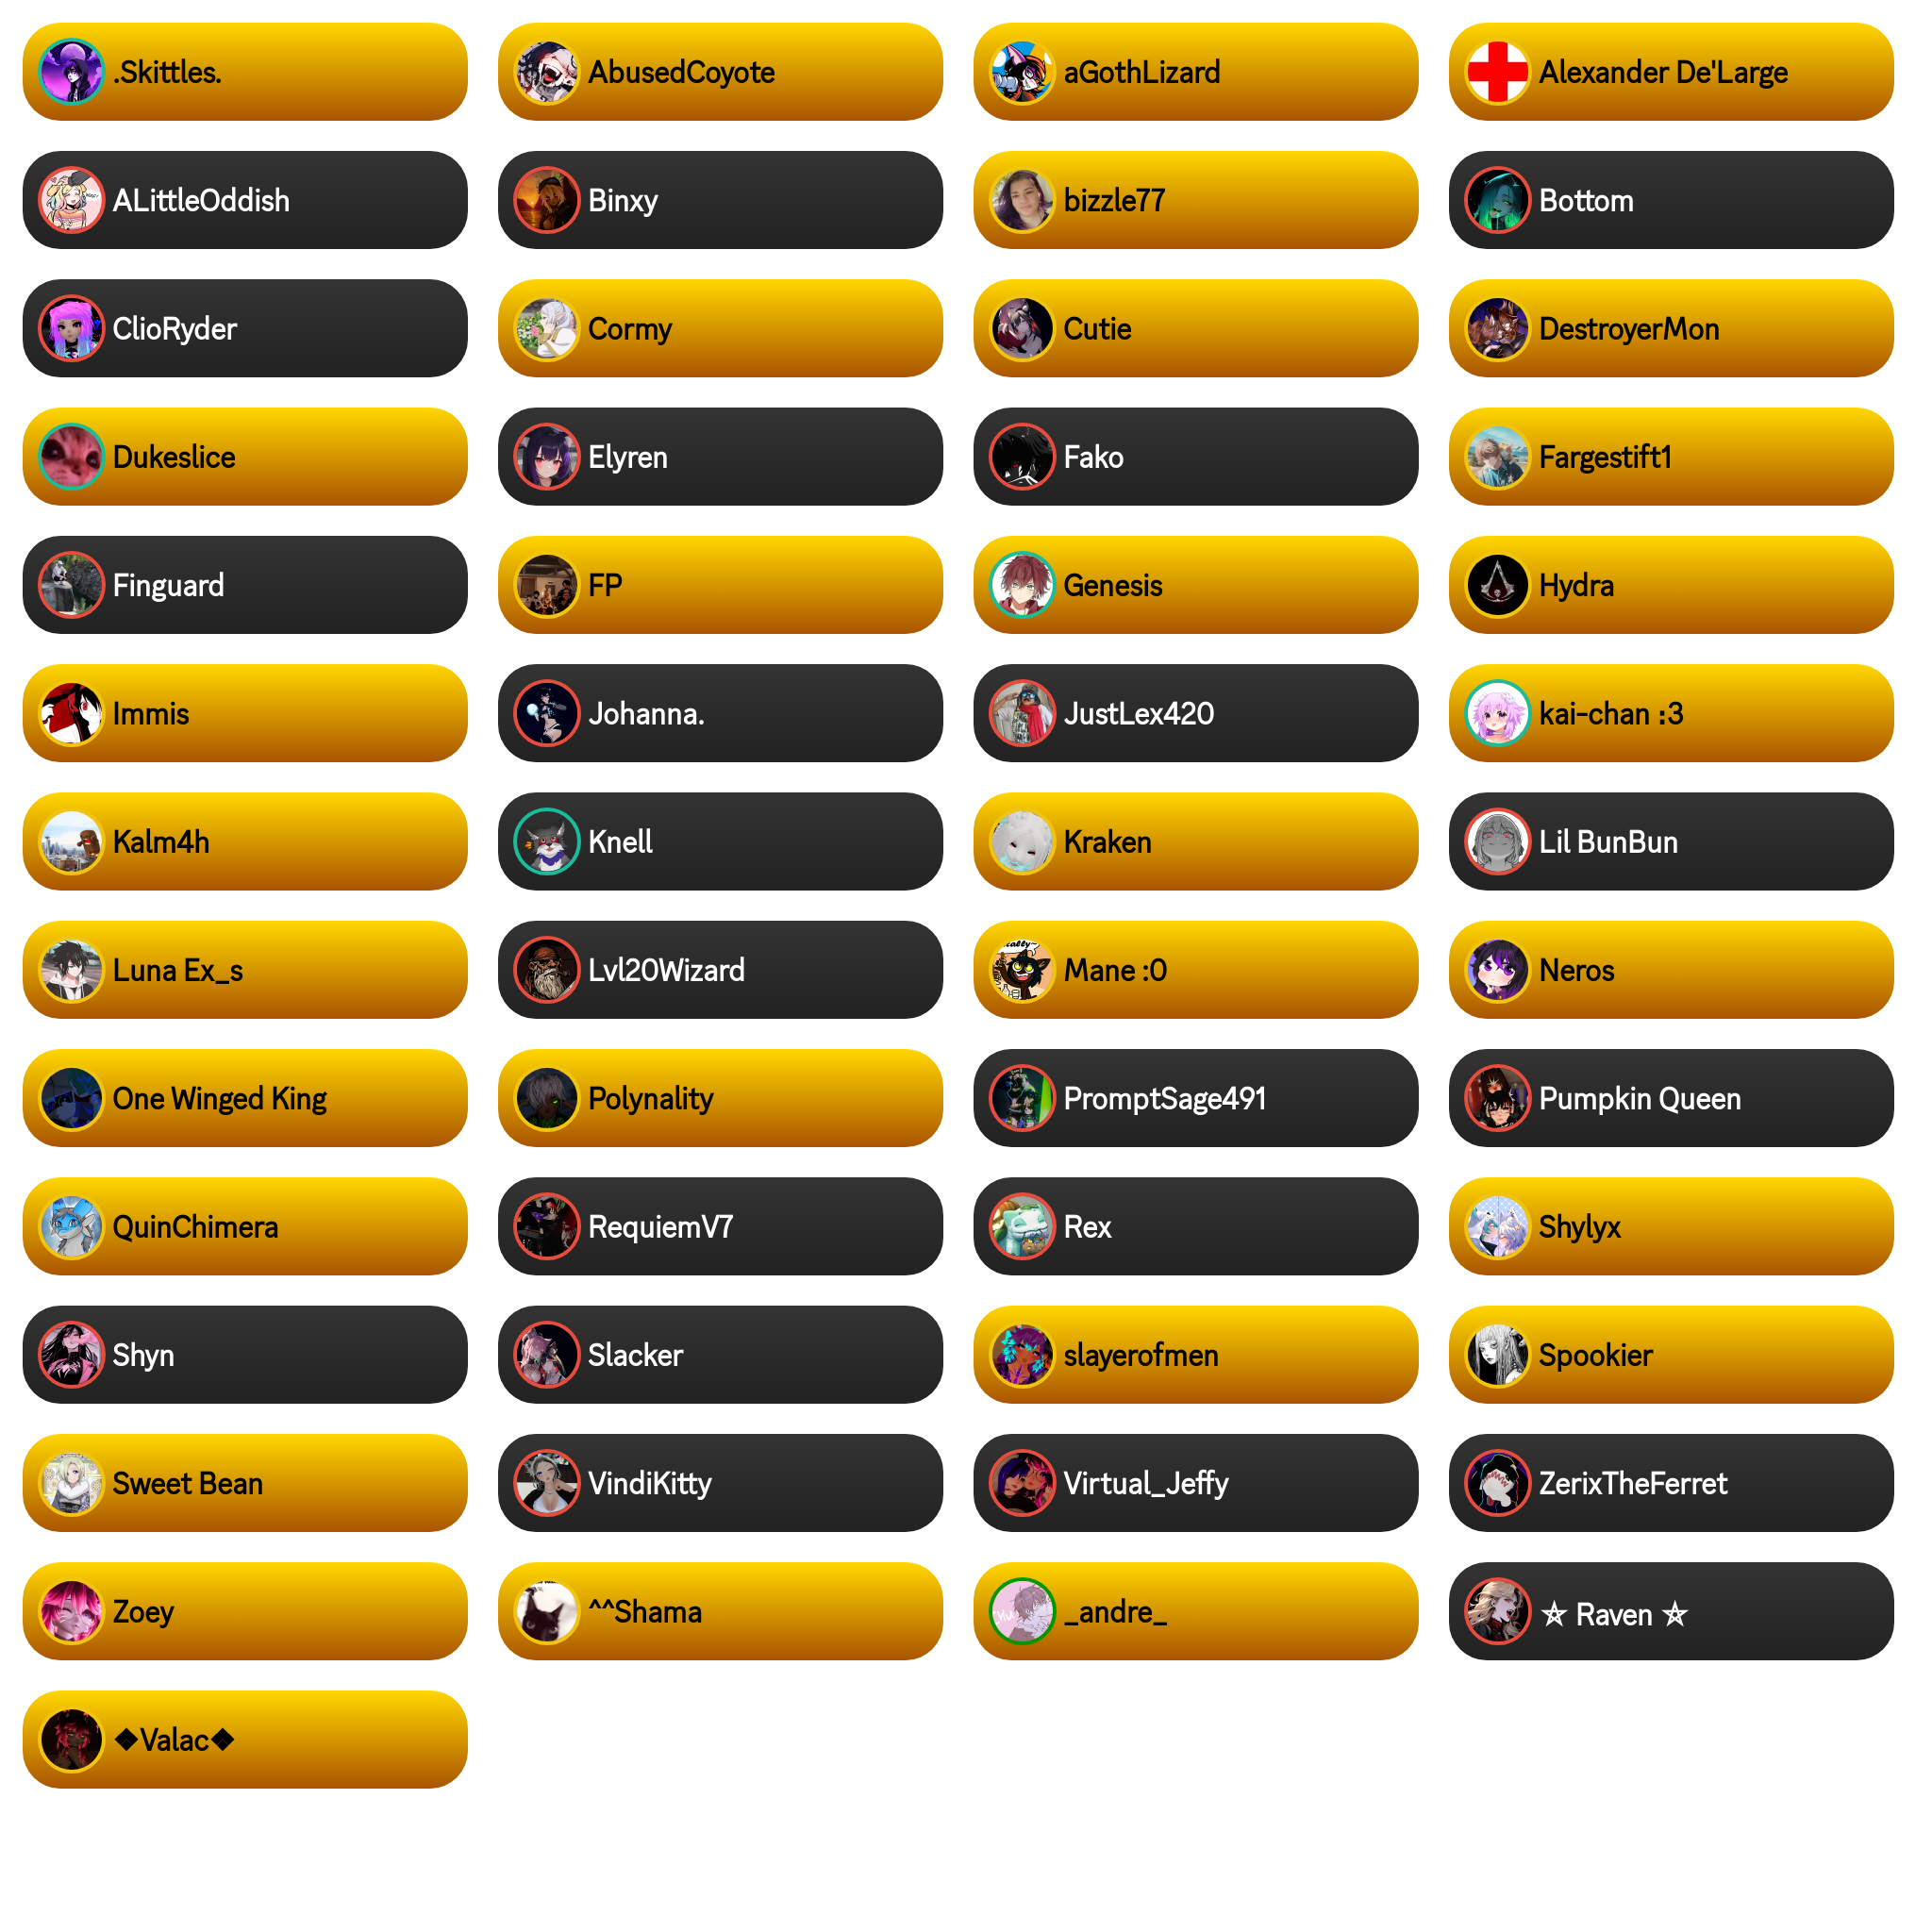 .Skittles.
AbusedCoyote
aGothLizard
Alexander De'Large
ALittleOddish
Binxy
bizzle77
Bottom
ClioRyder
Cormy
Cutie
DestroyerMon
Dukeslice
Elyren
Fako
Fargestift1
Finguard
FP
Genesis
Hydra
Immis
Johanna.
JustLex420
kai-chan :3
Kalm4h
Knell
Kraken
Lil BunBun
Luna Ex_s
Lvl20Wizard
Mane :0
Neros
One Winged King
Polynality
PromptSage491
Pumpkin Queen
QuinChimera
RequiemV7
Rex
Shylyx
Shyn
Slacker
slayerofmen
Spookier
Sweet Bean
VindiKitty
Virtual_Jeffy
ZerixTheFerret
Zoey
^^Shama
_andre_
⛤ Raven ⛤
❖Valac❖